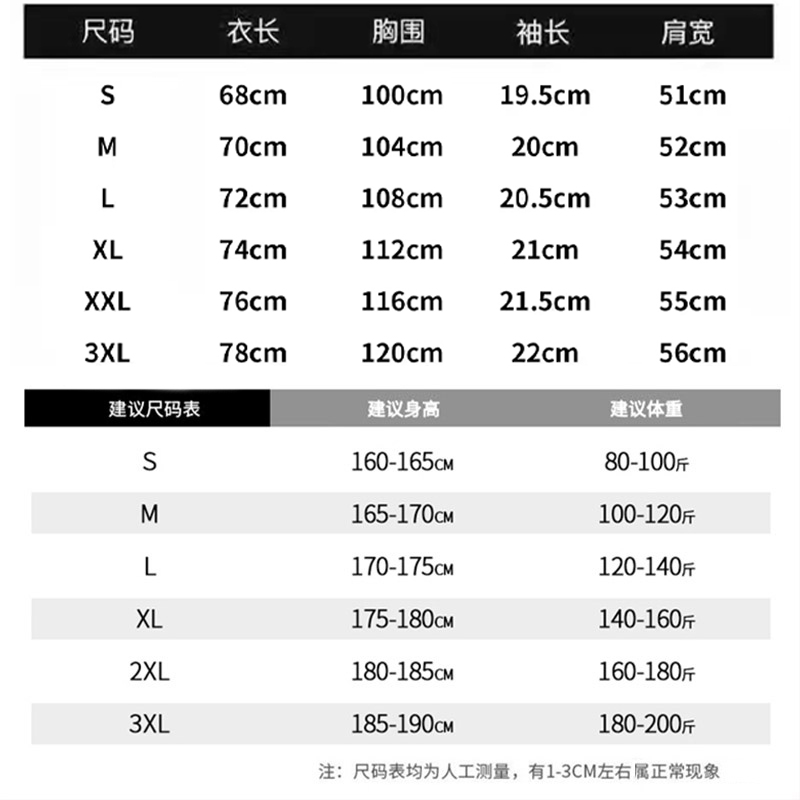 尺码 衣长 胸围 袖长 肩宽
S 68cm 100cm 19.5cm 51cm
M 70cm 104cm 20cm 52cm
L 72cm 108cm 20.5cm 53cm
XL 74cm 112cm 21cm 54cm
XXL 76cm 116cm 21.5cm 55cm
3XL 78cm 120cm 22cm 56cm
建议尺码表 建议身高 建议体重
S 160-165CM 80-100斤
M 165-170CM 100-120斤
L 170-175CM 120-140斤
XL 175-180CM 140-160斤
2XL 180-185CM 160-180斤
3XL 185-190CM 180-200斤
注：尺码表均为人工测量，有1-3CM左右属正常现象